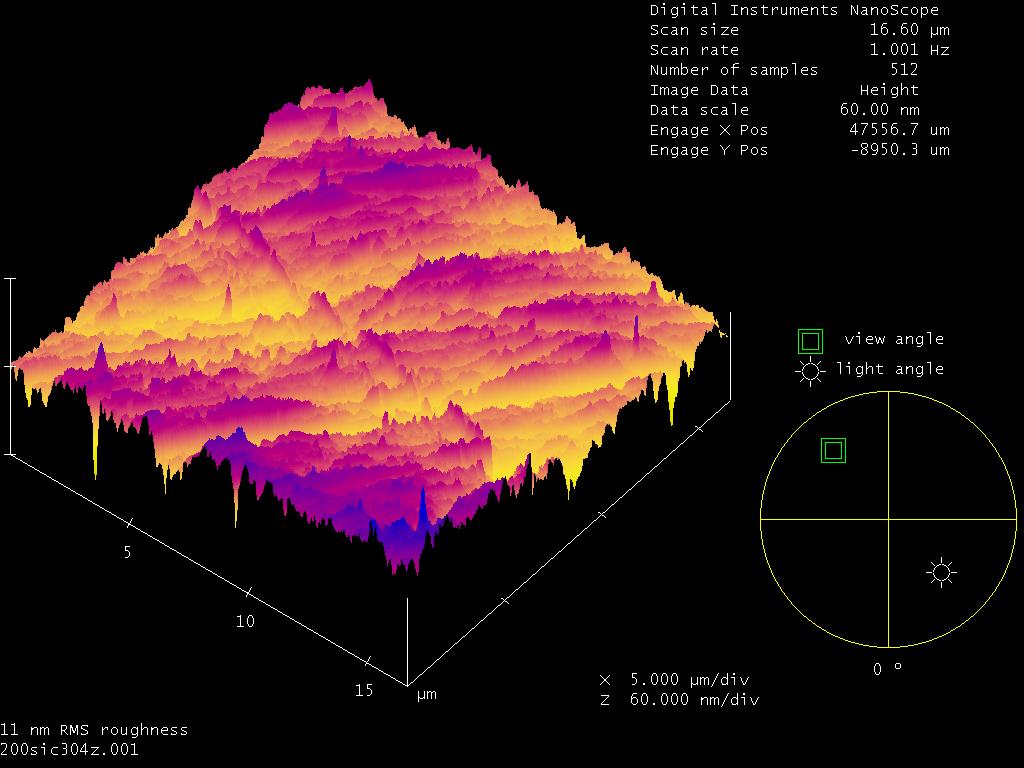 Digital Instruments NanoScope
Scan size 16.60 µm
Scan rate 1.001 Hz
Number of samples 512
Image Data Height
Data scale 60.00 nm
Engage X Pos 47556.7 um
Engage Y Pos -8950.3 um
view angle
light angle
5
10
15
µm
0 º
X 5.000 µm/div
Z 60.000 nm/div
11 nm RMS roughness
200sic304z.001